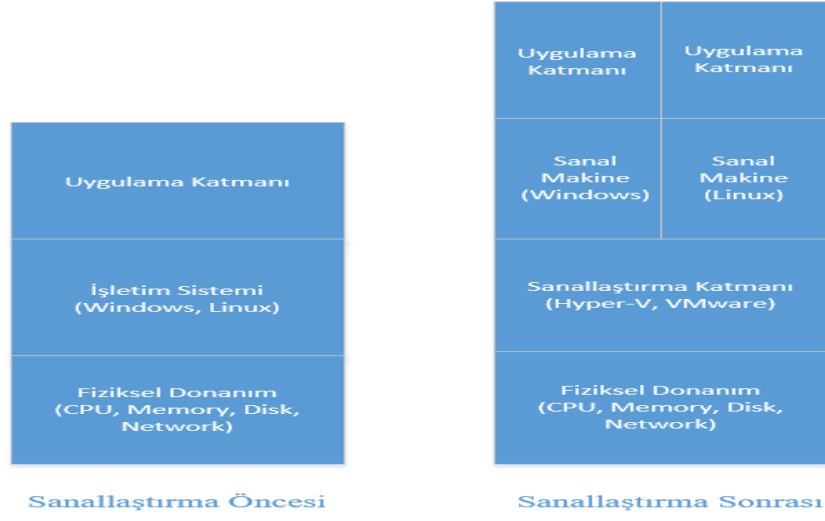 Uygulama Katmanı
İşletim Sistemi
(Windows, Linux)
Fiziksel Donanım
(CPU, Memory, Disk,
Network)
Sanallaştırma Öncesi
Uygulama
Katmanı
Uygulama
Katmanı
Sanal
Makine
(Windows)
Sanal
Makine
(Linux)
Sanallaştırma Katmanı
(Hyper-V, VMware)
Fiziksel Donanım
(CPU, Memory, Disk,
Network)
Sanallaştırma Sonrası